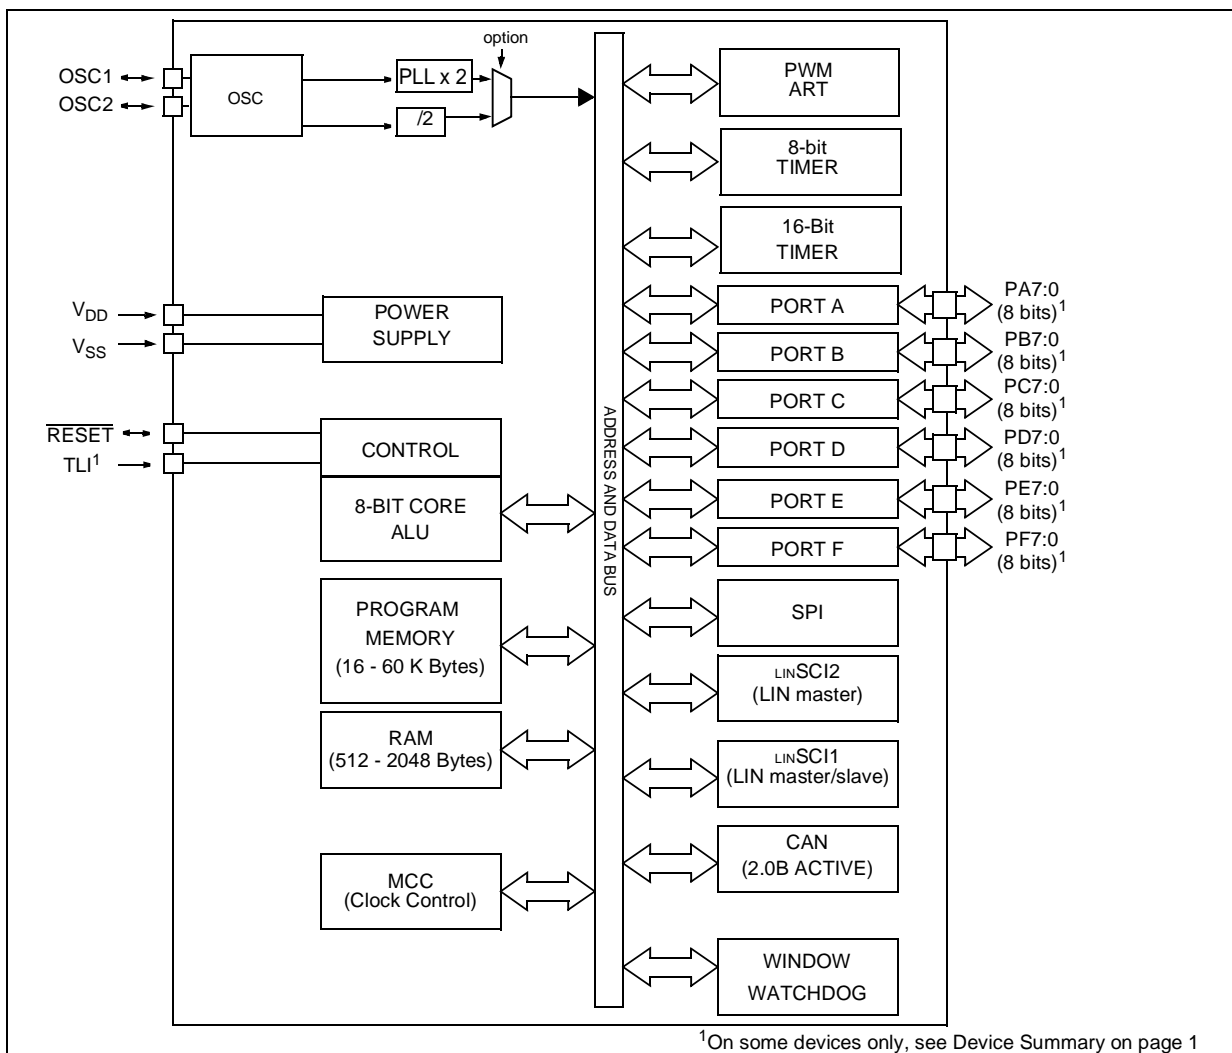 option
OSC1
OSC2
OSC
PLL x 2
/2
PWM
ART
8-bit
TIMER
16-Bit
TIMER
VDD
VSS
POWER
SUPPLY
RESET
TLI1
CONTROL
8-BIT CORE
ALU
PROGRAM
MEMORY
(16 - 60 K Bytes)
RAM
(512 - 2048 Bytes)
MCC
(Clock Control)
ADDRESS AND DATA BUS
PORT A
PA7:0
(8 bits)1
PORT B
PB7:0
(8 bits)1
PORT C
PC7:0
(8 bits)1
PORT D
PD7:0
(8 bits)1
PORT E
PE7:0
(8 bits)1
PORT F
PF7:0
(8 bits)1
SPI
LINSCI2
(LIN master)
LINSCI1
(LIN master/slave)
CAN
(2.0B ACTIVE)
WINDOW
WATCHDOG
1On some devices only, see Device Summary on page 1